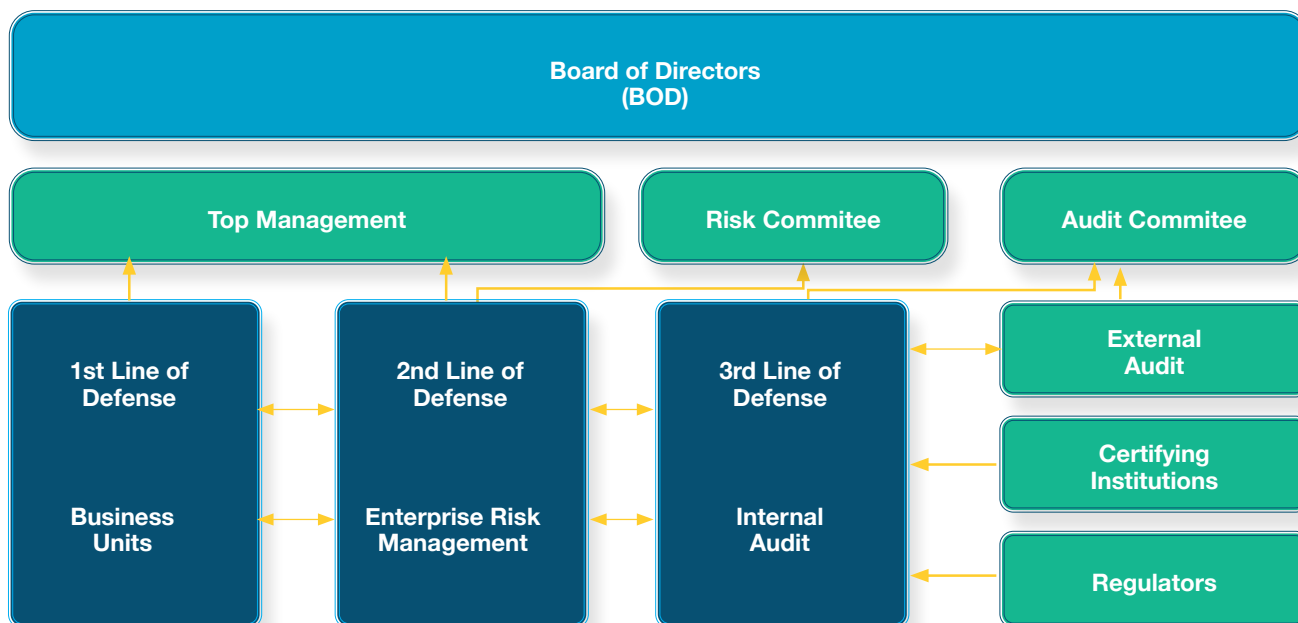 Board of Directors
(BOD)
Top Management
Risk Commitee
Audit Commitee
1st Line of
Defense
Business
Units
2nd Line of
Defense
Enterprise Risk
Management
3rd Line of
Defense
Internal
Audit
External
Audit
Certifying
Institutions
Regulators